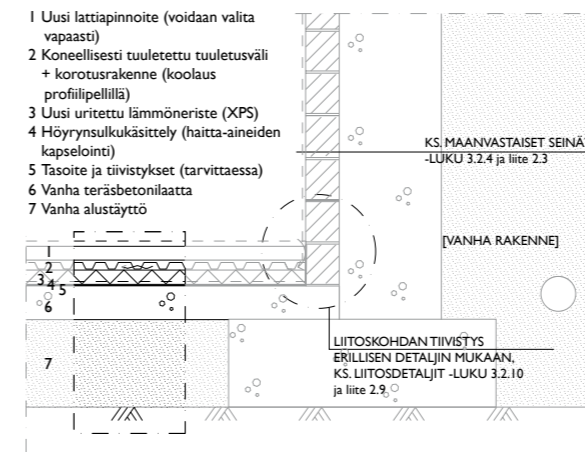 1 Uusi lattiapinnoite (voidaan valita
vapaasti)
2 Koneellisesti tuuletettu tuuletusväli
+ korotusrakenne (koolaus
profiilipellillä)
3 Uusi uritettu lämmöneriste (XPS)
4 Höyrynsulkukäsittely (haitta-aineiden
kapselointi)
5 Tasoite ja tiivistykset (tarvittaessa)
6 Vanha teräsbetonilaatta
7 Vanha alustäyttö
KS. MAANVASTAISET SEINÄT
-LUKU 3.2.4 ja liite 2.3
[VANHA RAKENNE]
1
2
3
4
5
6
7
LIITOSKOHDAN TIIVISTYS
ERILLISEN DETALJIN MUKAAN,
KS. LIITOSDETALJIT -LUKU 3.2.10
ja liite 2.9